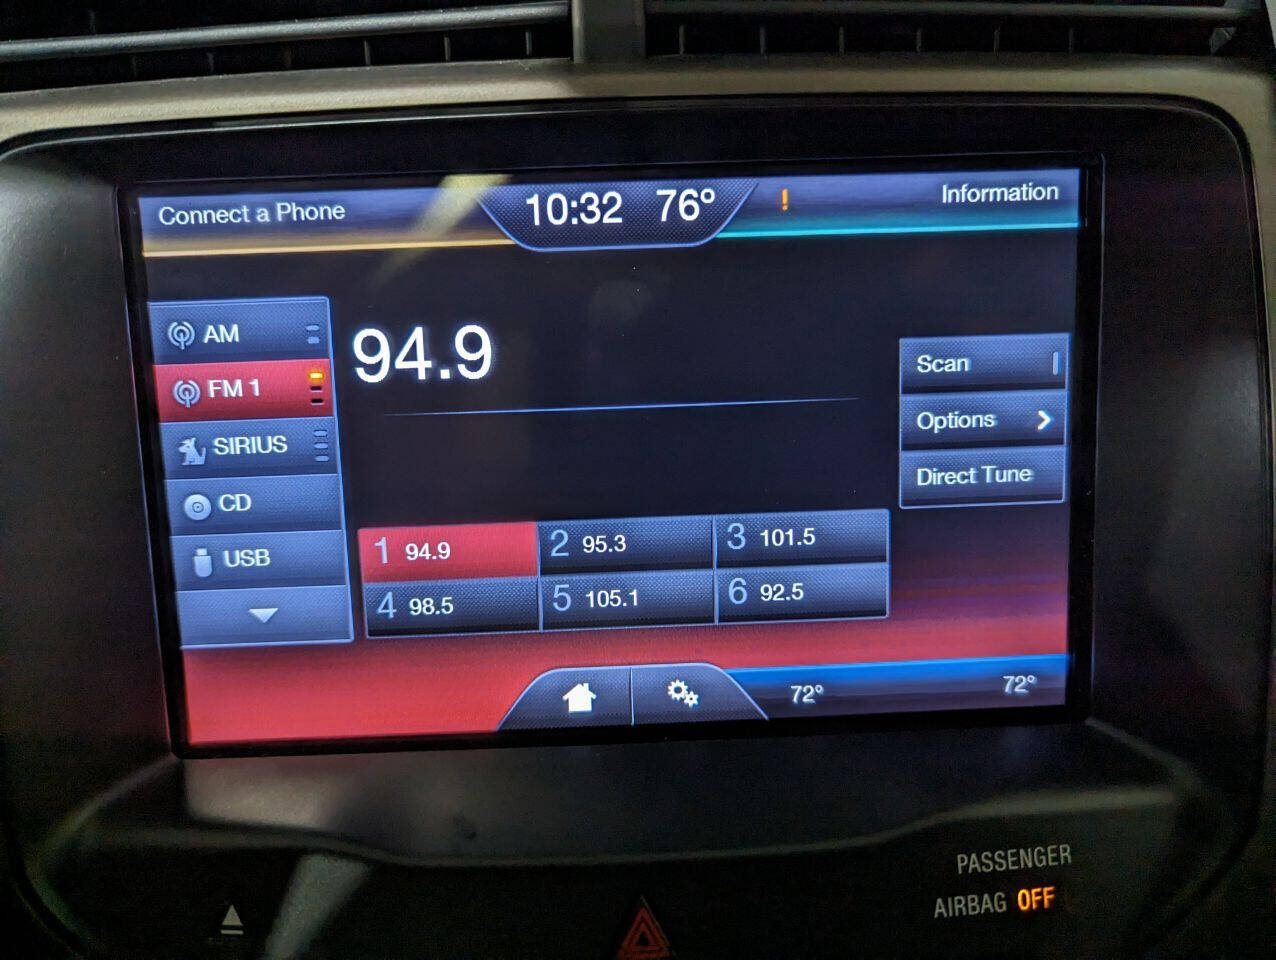 Connect a Phone
10:32 76°
!
Information
AM
FM 1
SIRIUS
CD
USB
94.9
Scan
Options
Direct Tune
1 94.9
2 95.3
3 101.5
4 98.5
5 105.1
6 92.5
72°
72°
PASSENGER
AIRBAG OFF